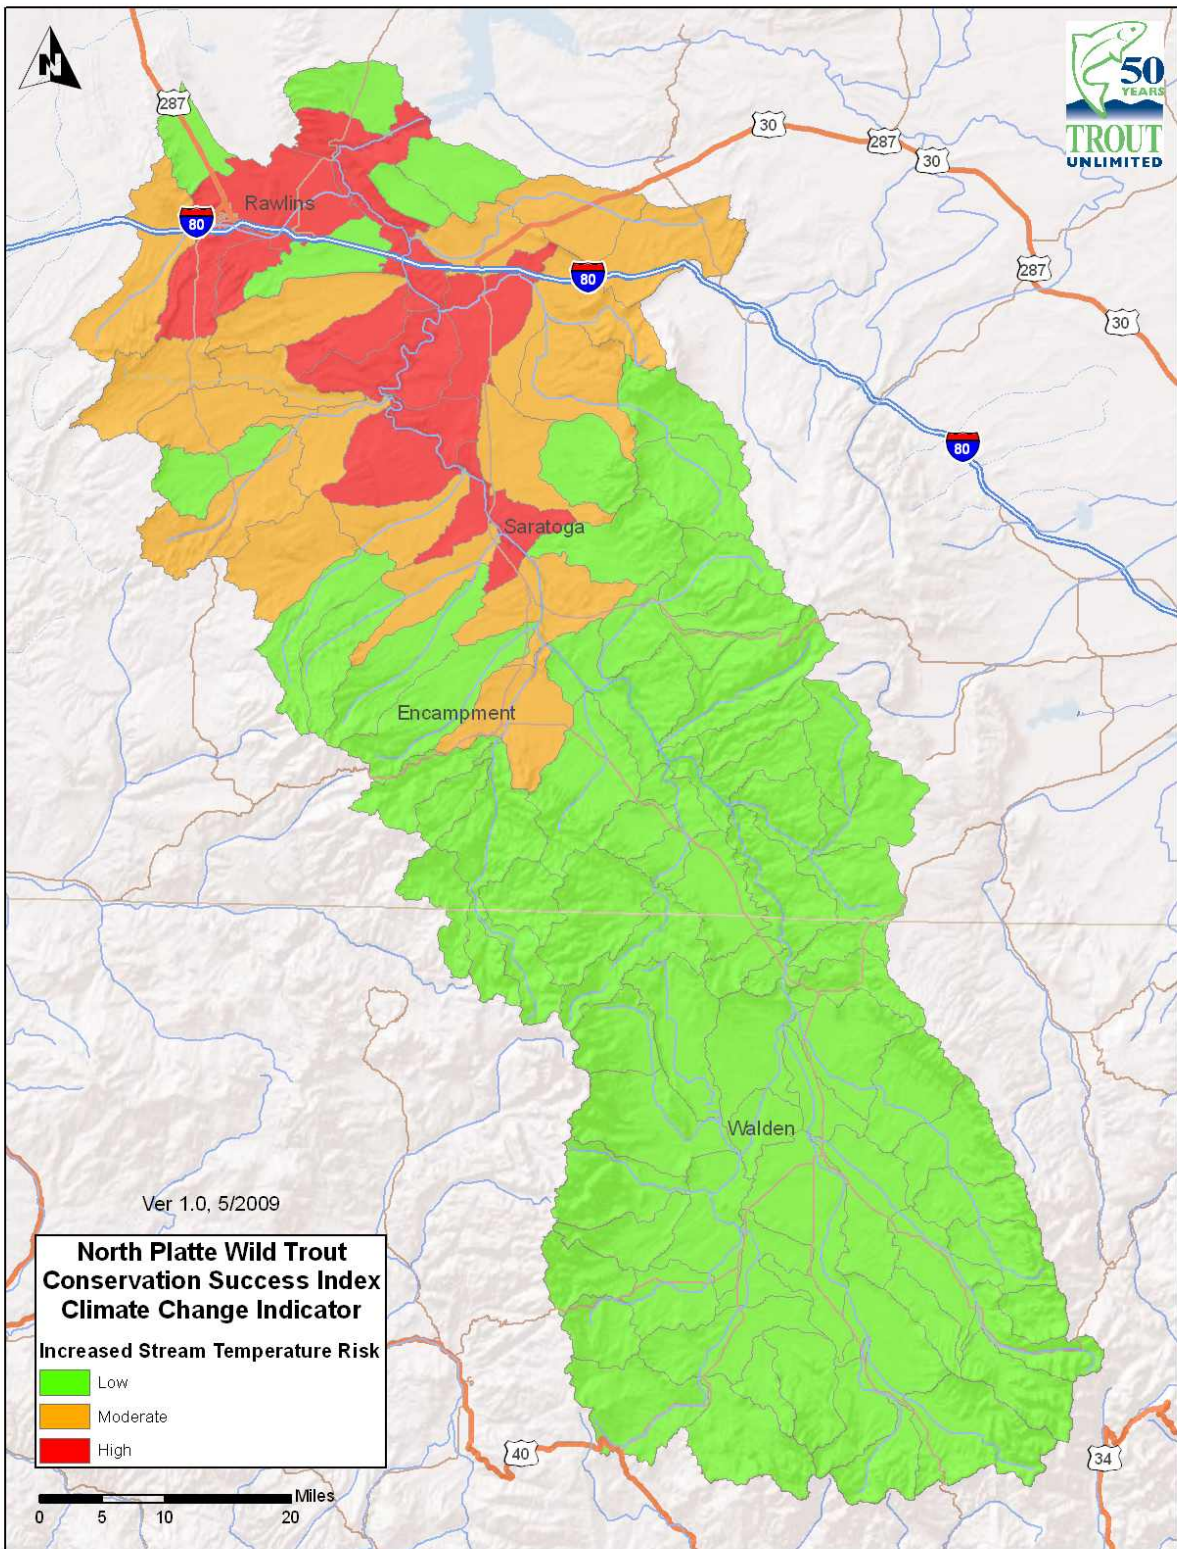 N
50
YEARS
TROUT
UNLIMITED
287
30
287
30
Rawlins
80
287
80
30
80
Saratoga
Encampment
Walden
Ver 1.0, 5/2009
North Platte Wild Trout
Conservation Success Index
Climate Change Indicator
Increased Stream Temperature Risk
Low
Moderate
High
40
34
Miles
0 5 10 20